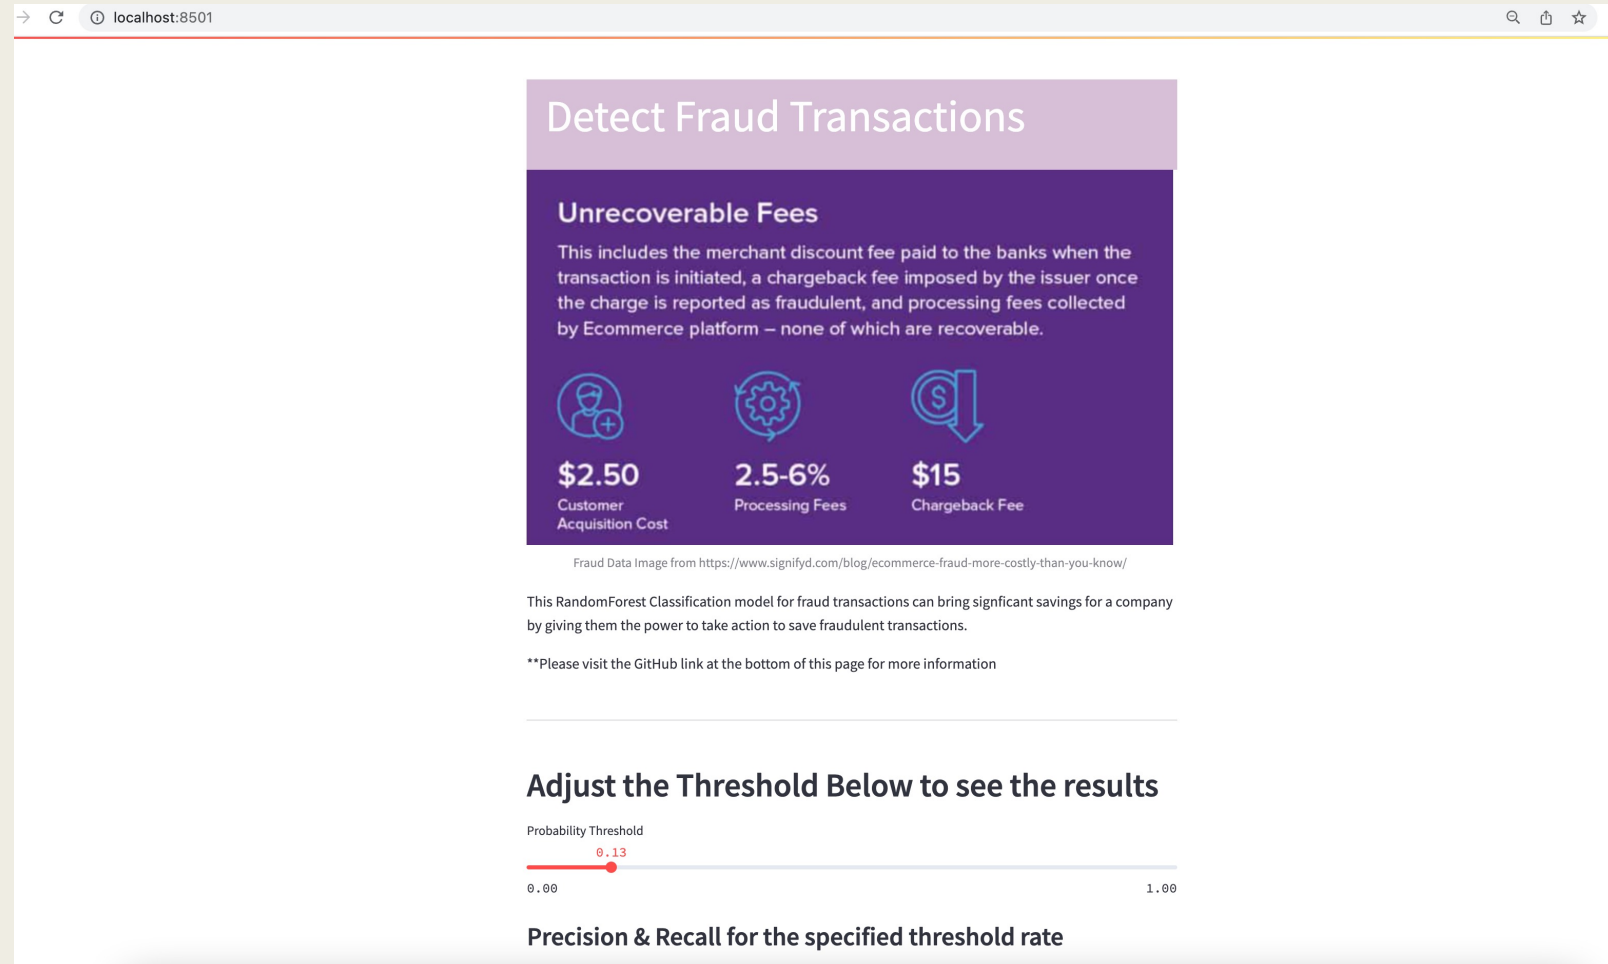 localhost:8501
Detect Fraud Transactions
Unrecoverable Fees
This includes the merchant discount fee paid to the banks when the
transaction is initiated, a chargeback fee imposed by the issuer once
the charge is reported as fraudulent, and processing fees collected
by Ecommerce platform – none of which are recoverable.
$
$2.50
Customer
Acquisition Cost
2.5-6%
Processing Fees
$15
Chargeback Fee
Fraud Data Image from https://www.signifyd.com/blog/ecommerce-fraud-more-costly-than-you-know/
This RandomForest Classification model for fraud transactions can bring signficant savings for a company
by giving them the power to take action to save fraudulent transactions.
**Please visit the GitHub link at the bottom of this page for more information
Adjust the Threshold Below to see the results
Probability Threshold
0.13
0.00 1.00
Precision & Recall for the specified threshold rate